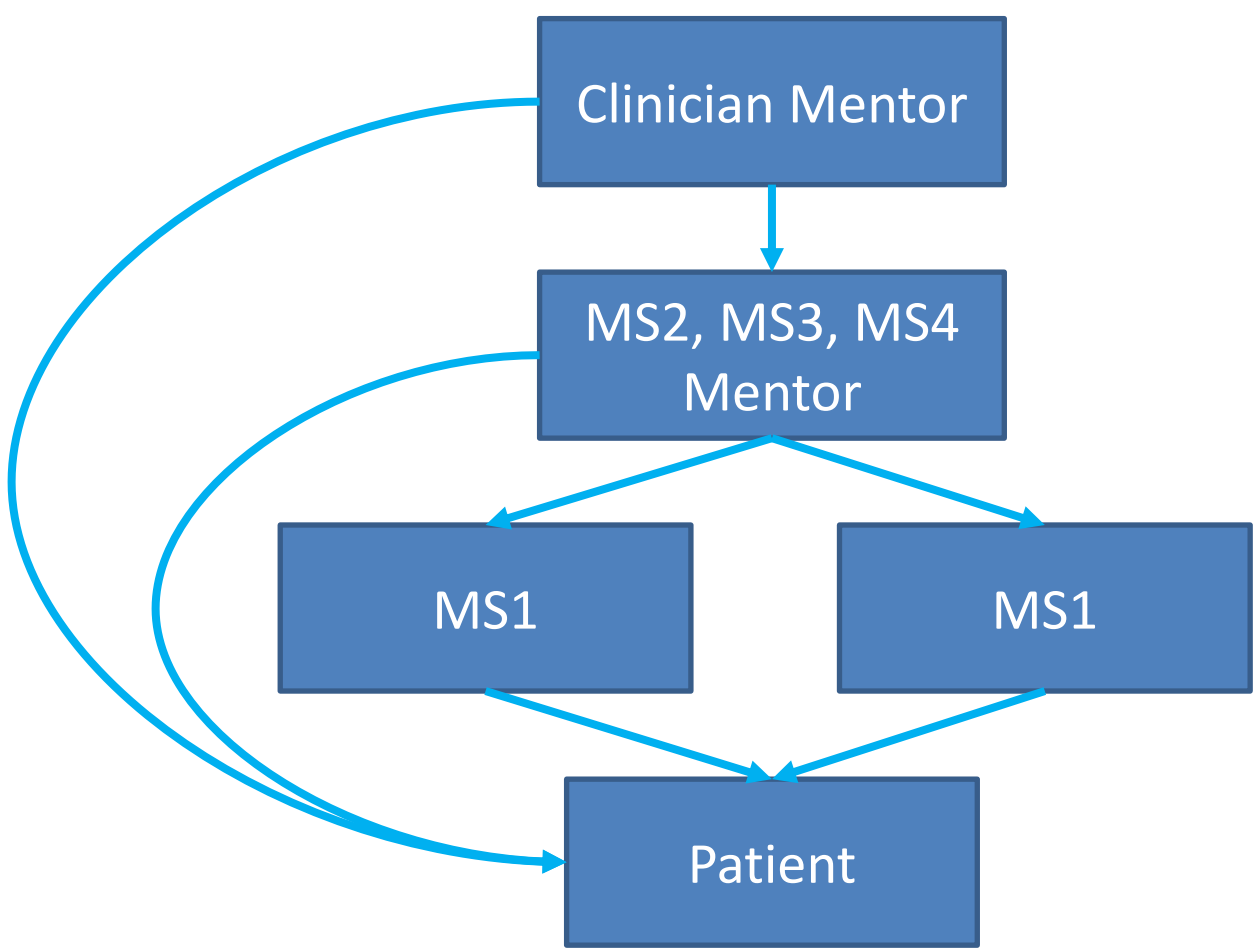 Clinician Mentor
MS2, MS3, MS4
Mentor
MS1
MS1
Patient